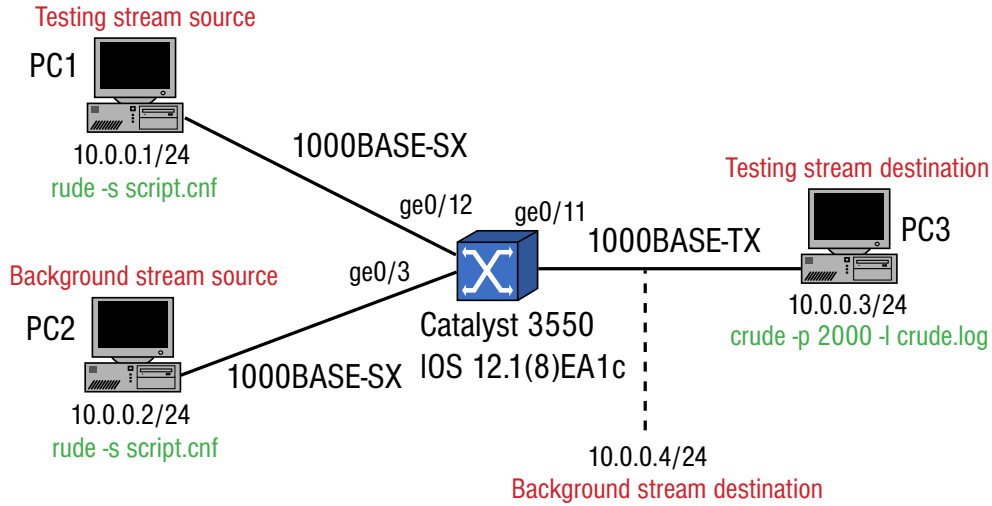 Testing stream source
PC1
10.0.0.1/24
rude -s script.cnf
1000BASE-SX
ge0/12
ge0/11
Testing stream destination
1000BASE-TX
PC3
10.0.0.3/24
crude -p 2000 -l crude.log
Background stream source
ge0/3
PC2
Catalyst 3550
IOS 12.1(8)EA1c
1000BASE-SX
10.0.0.2/24
rude -s script.cnf
10.0.0.4/24
Background stream destination